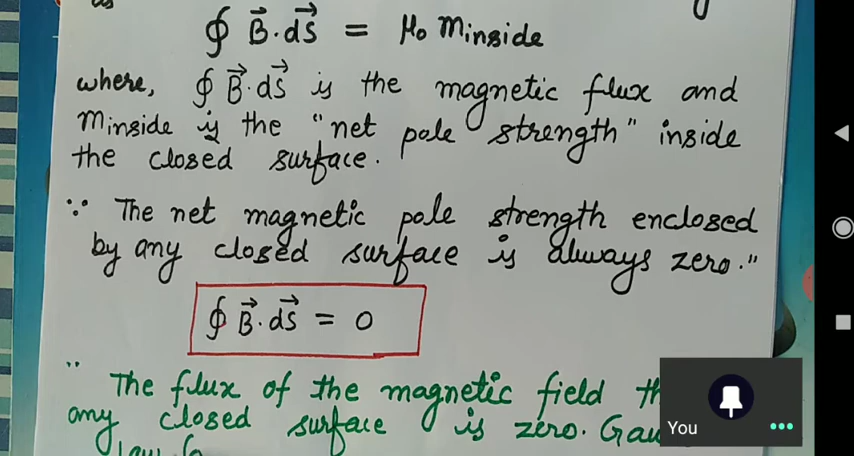 ∮ B⃗·dS⃗ = μ₀ minside
where, ∮ B⃗·dS⃗ is the magnetic flux and
minside is the "net pole strength" inside
the closed surface.
∵ The net magnetic pole strength enclosed
by any closed surface is always zero."
∮ B⃗·dS⃗ = 0
" The flux of the magnetic field
any closed surface is zero.
You